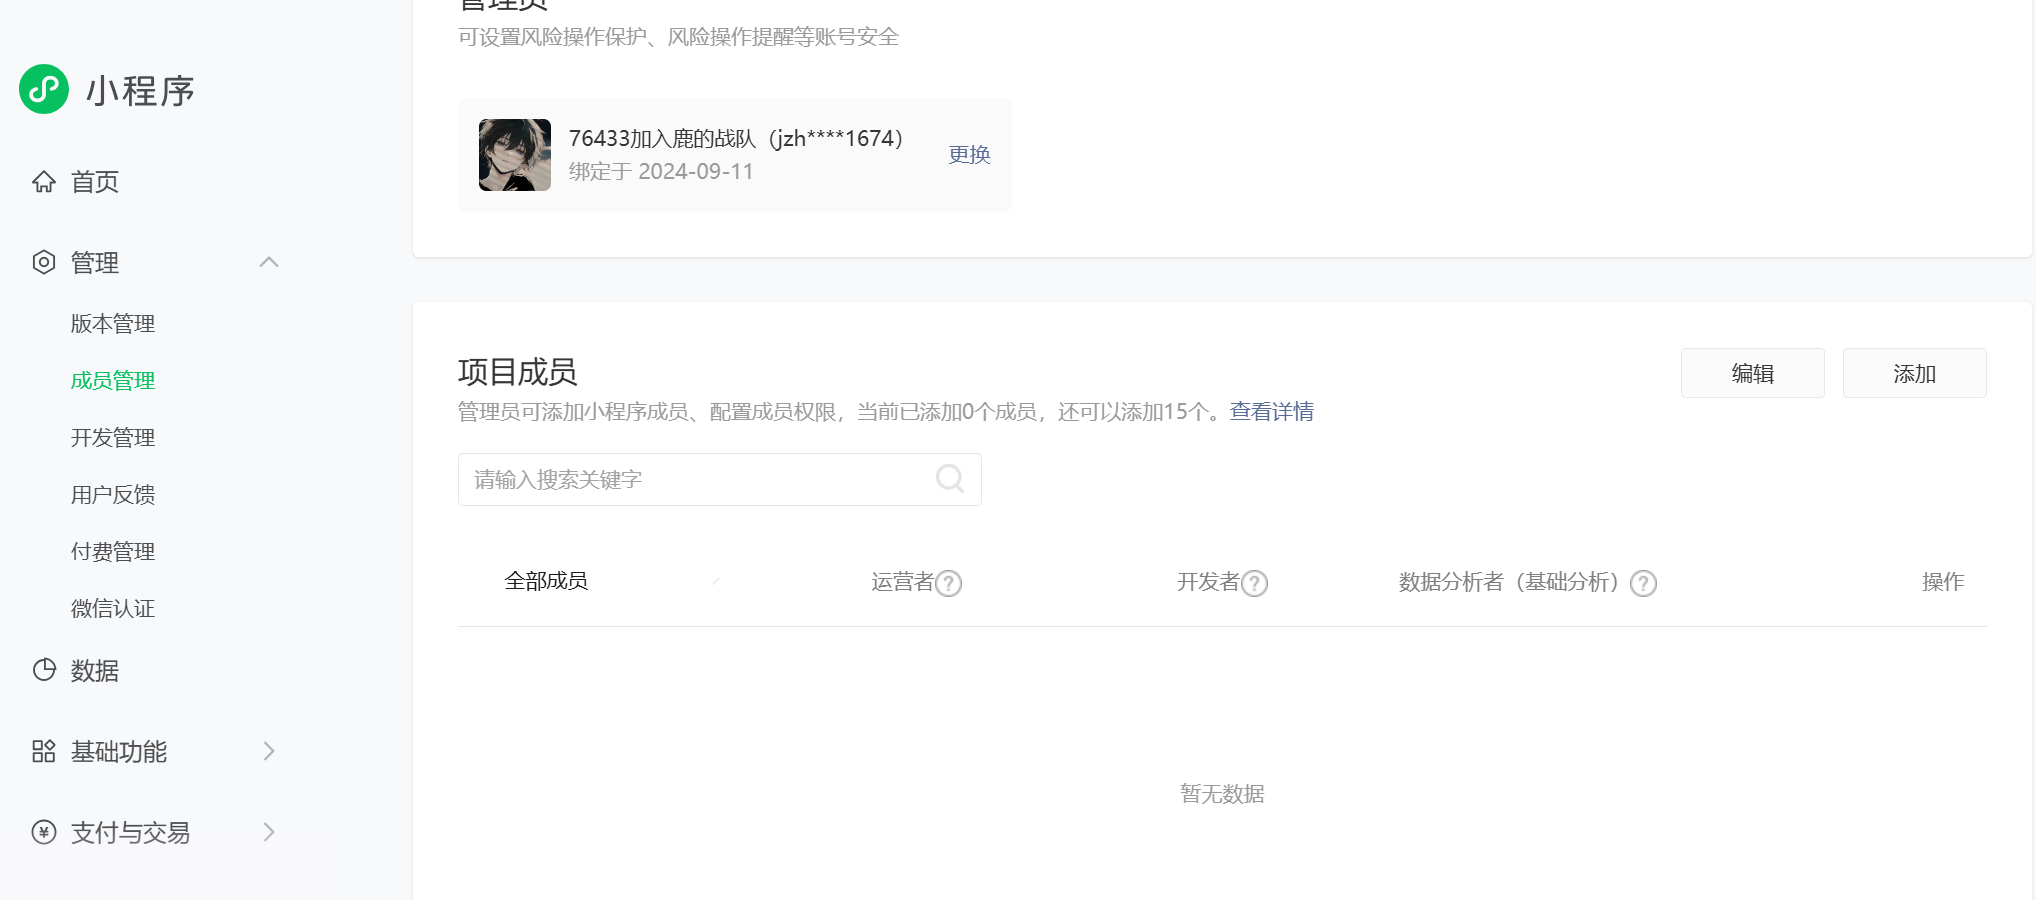 管理员
可设置风险操作保护、风险操作提醒等账号安全
小程序
76433加入鹿的战队（jzh****1674）
绑定于 2024-09-11
更换
首页
管理
版本管理
成员管理
开发管理
用户反馈
付费管理
微信认证
数据
基础功能
支付与交易
项目成员
编辑
添加
管理员可添加小程序成员、配置成员权限，当前已添加0个成员，还可以添加15个。查看详情
请输入搜索关键字
全部成员
运营者?
开发者?
数据分析者（基础分析）?
操作
暂无数据